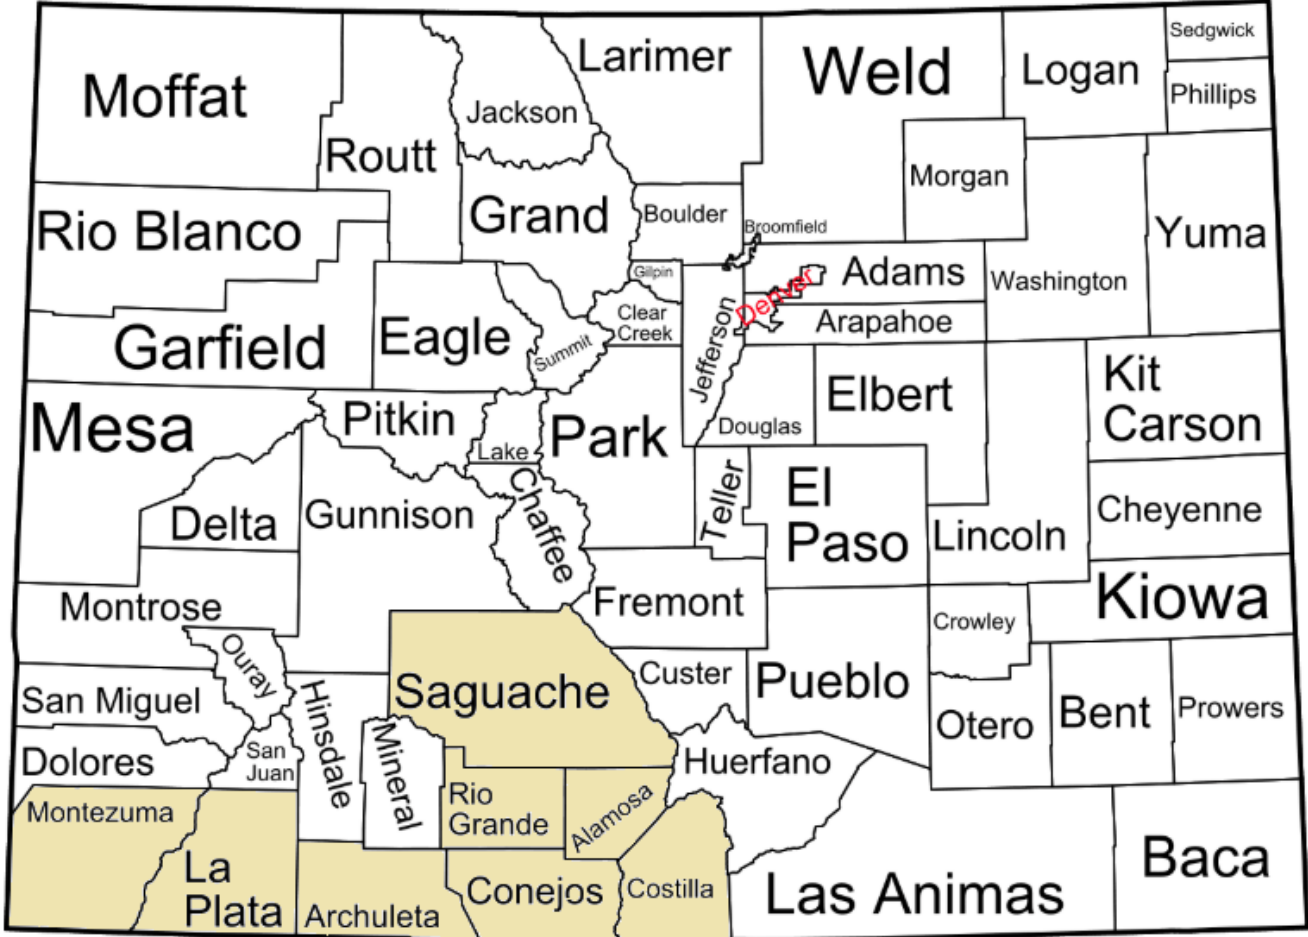 Moffat
Routt
Jackson
Larimer
Weld
Logan
Sedgwick
Phillips
Morgan
Rio Blanco
Grand
Boulder
Broomfield
Yuma
Washington
Gilpin
Adams
Denver
Clear
Creek
Arapahoe
Garfield
Eagle
Summit
Jefferson
Mesa
Pitkin
Lake
Park
Douglas
Elbert
Kit
Carson
Delta
Gunnison
Chaffee
Teller
El
Paso
Lincoln
Cheyenne
Montrose
Fremont
Crowley
Kiowa
Ouray
San Miguel
Hinsdale
Saguache
Custer
Pueblo
Otero
Bent
Prowers
Dolores
San
Juan
Mineral
Huerfano
Montezuma
Rio
Grande
Alamosa
La
Plata
Archuleta
Conejos
Costilla
Las Animas
Baca